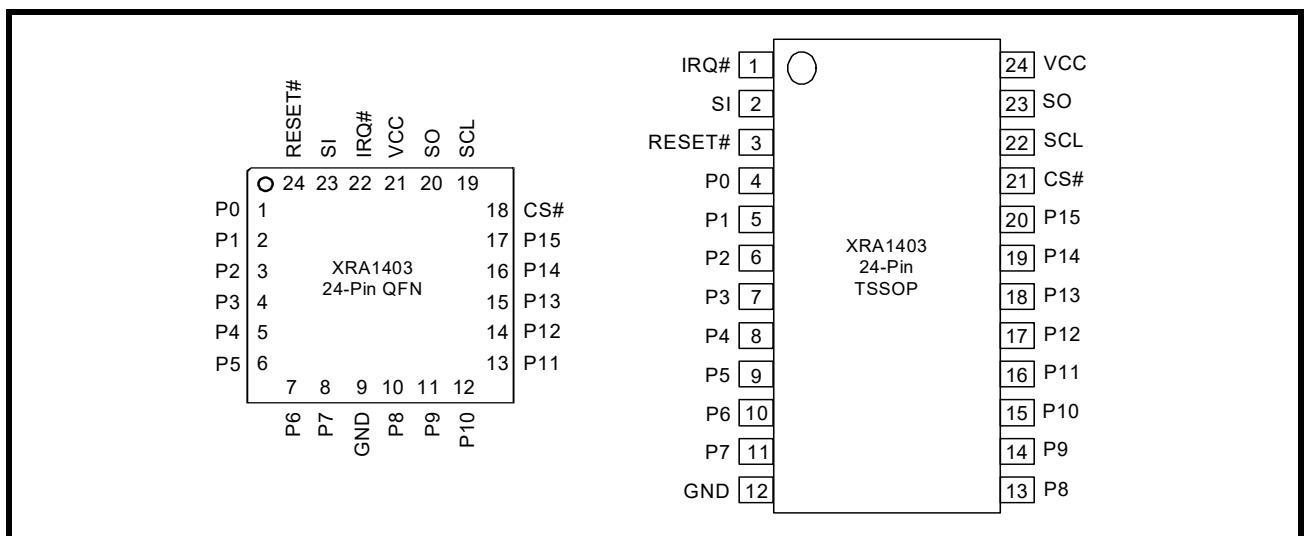 RESET#
SI
IRQ#
VCC
SO
SCL
24 23 22 21 20 19
P0 1
P1 2
P2 3
P3 4
P4 5
P5 6
XRA1403
24-Pin QFN
18 CS#
17 P15
16 P14
15 P13
14 P12
13 P11
7 8 9 10 11 12
P6
P7
GND
P8
P9
P10
IRQ# 1
SI 2
RESET# 3
P0 4
P1 5
P2 6
P3 7
P4 8
P5 9
P6 10
P7 11
GND 12
XRA1403
24-Pin
TSSOP
24 VCC
23 SO
22 SCL
21 CS#
20 P15
19 P14
18 P13
17 P12
16 P11
15 P10
14 P9
13 P8